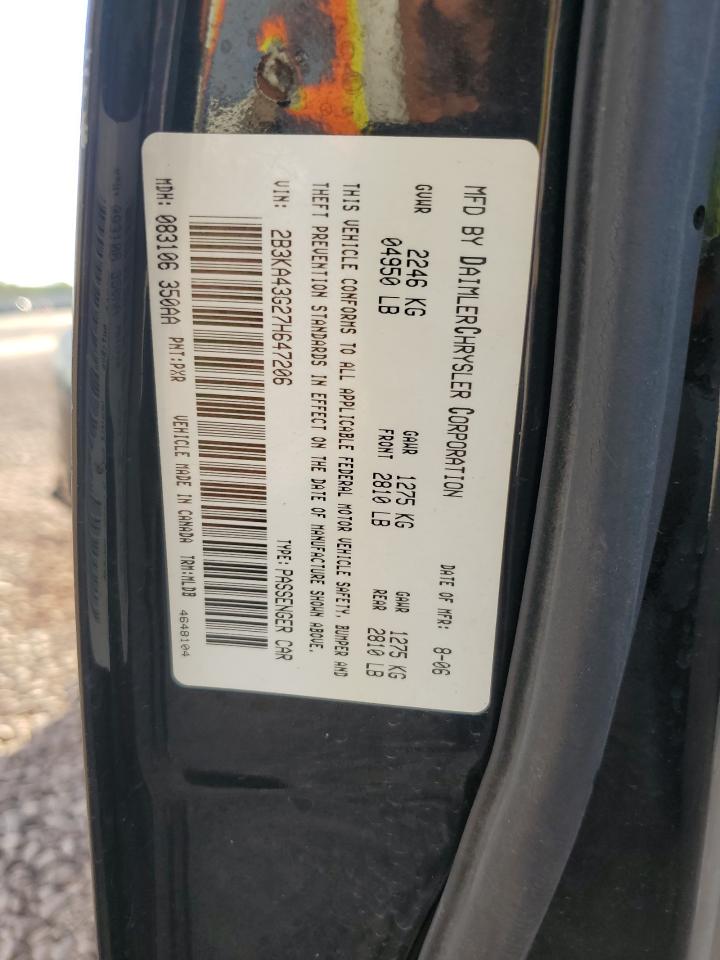 MFD BY DAIMLERCHRYSLER CORPORATION
DATE OF MFR: 8-06
GVWR 2246 KG
04950 LB
GAWR FRONT 1275 KG
2810 LB
GAWR REAR 1275 KG
2810 LB
THIS VEHICLE CONFORMS TO ALL APPLICABLE FEDERAL MOTOR VEHICLE SAFETY, BUMPER AND
THEFT PREVENTION STANDARDS IN EFFECT ON THE DATE OF MANUFACTURE SHOWN ABOVE.
VIN: 2B3KA43G27H647206 TYPE: PASSENGER CAR
MDH: 083106 350AA PNT:PXR VEHICLE MADE IN CANADA TRM:MLDB
4648104